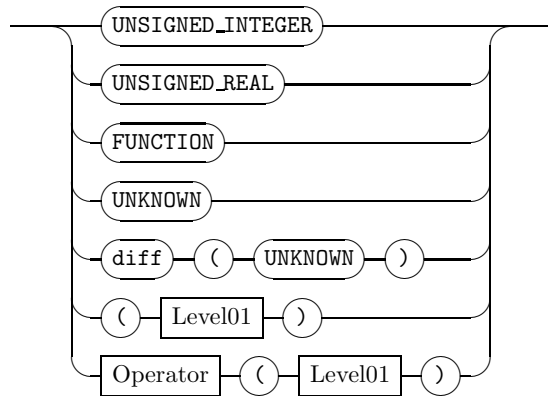 UNSIGNED_INTEGER
UNSIGNED_REAL
FUNCTION
UNKNOWN
diff ( UNKNOWN )
( Level01 )
Operator ( Level01 )